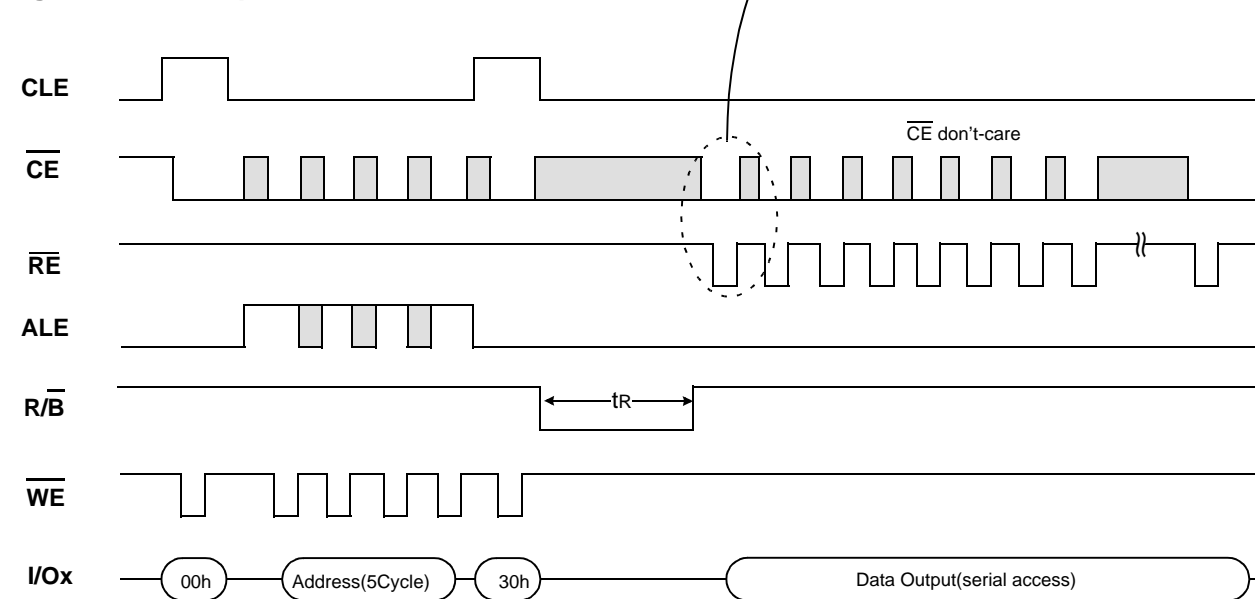 CLE
CE don't-care
CE
RE
ALE
R/B
tR
WE
I/Ox
00h
Address(5Cycle)
30h
Data Output(serial access)